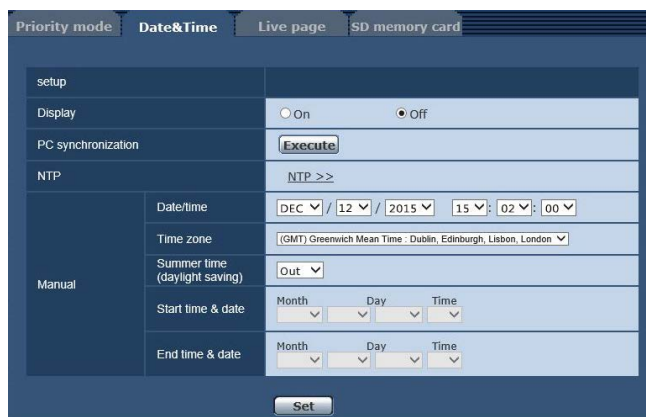 Priority mode Date&Time Live page SD memory card
setup
Display On Off
PC synchronization Execute
NTP NTP >>
Manual
Date/time DEC / 12 / 2015 15 : 02 : 00
Time zone (GMT) Greenwich Mean Time : Dublin, Edinburgh, Lisbon, London
Summer time
(daylight saving) Out
Start time & date Month Day Time
End time & date Month Day Time
Set